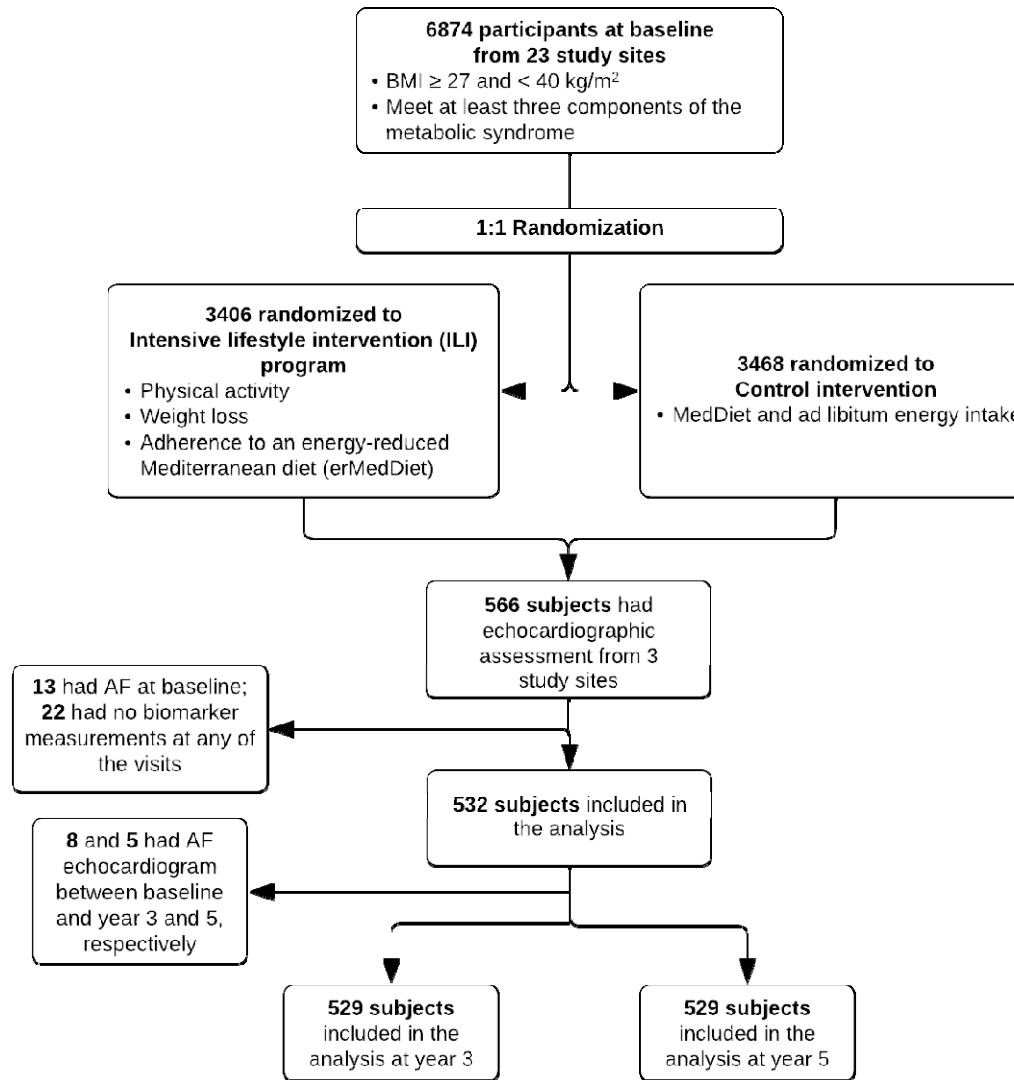 6874 participants at baseline
from 23 study sites
• BMI ≥ 27 and < 40 kg/m²
• Meet at least three components of the
metabolic syndrome
1:1 Randomization
3406 randomized to
Intensive lifestyle intervention (ILI)
program
• Physical activity
• Weight loss
• Adherence to an energy-reduced
Mediterranean diet (erMedDiet)
3468 randomized to
Control intervention
• MedDiet and ad libitum energy intake
566 subjects had
echocardiographic
assessment from 3
study sites
13 had AF at baseline;
22 had no biomarker
measurements at any of
the visits
532 subjects included in
the analysis
8 and 5 had AF
echocardiogram
between baseline
and year 3 and 5,
respectively
529 subjects
included in the
analysis at year 3
529 subjects
included in the
analysis at year 5